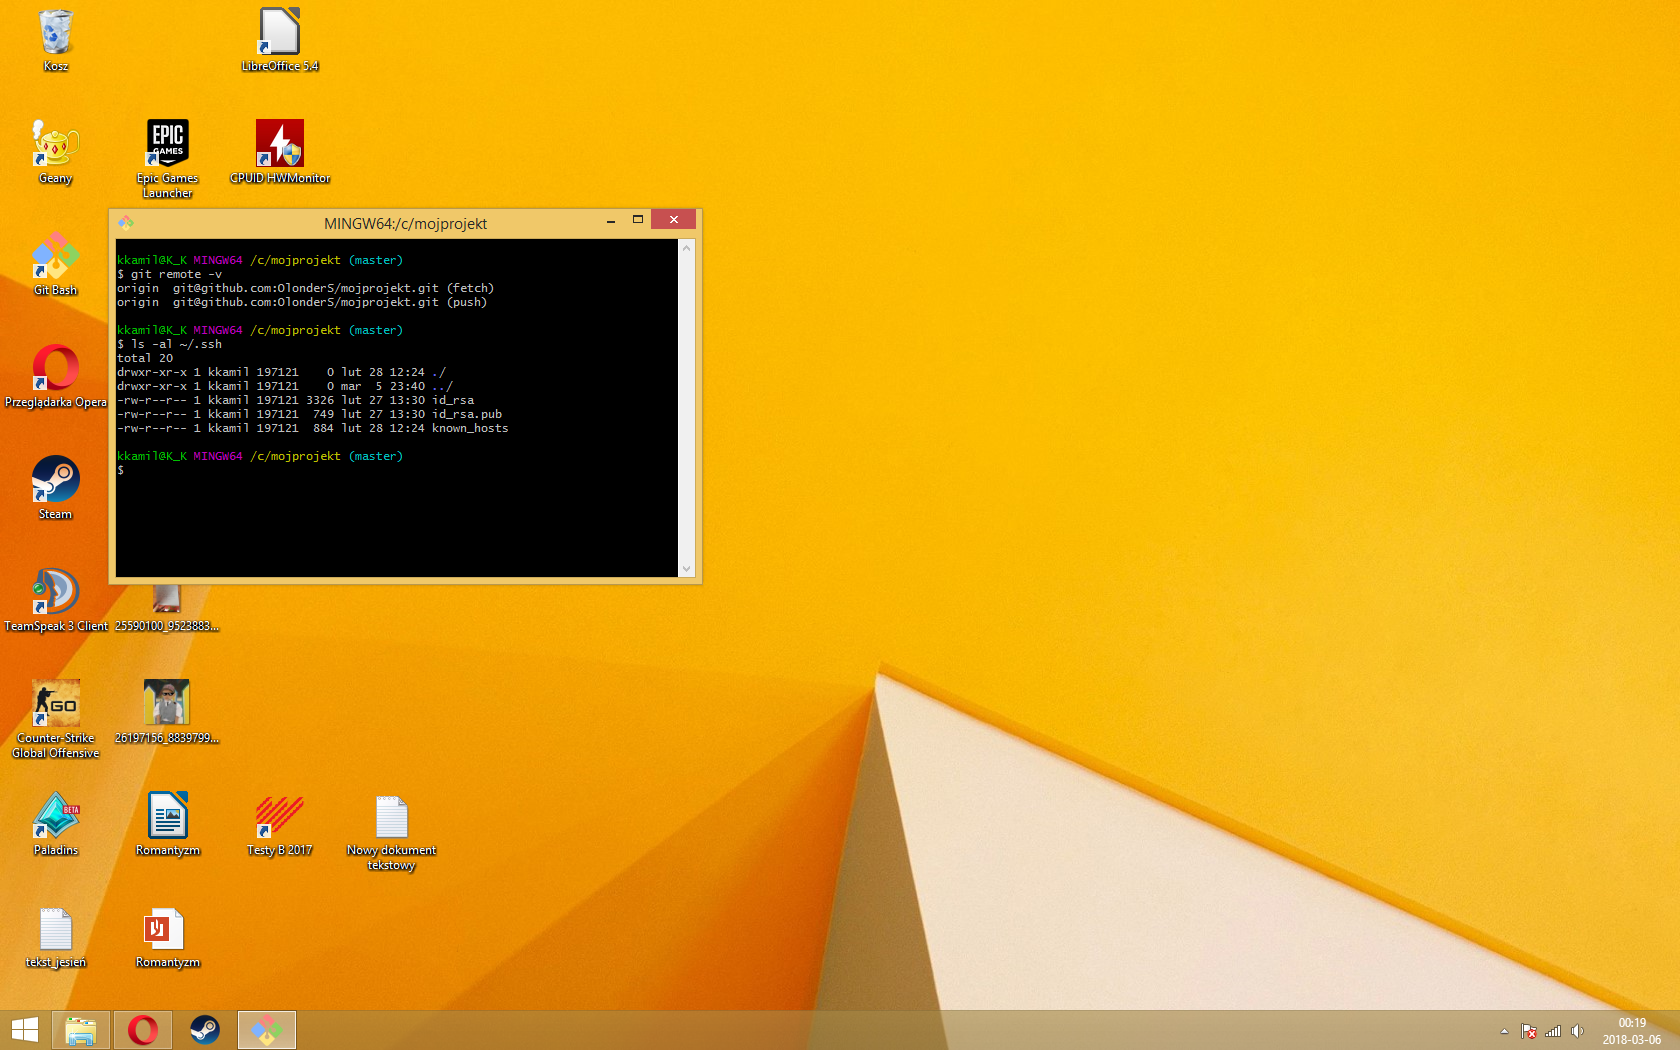 Kosz
LibreOffice 5.4
Geany
EPIC
GAMES
Epic Games
Launcher
CPUID HWMonitor
Git Bash
Przeglądarka Opera
Steam
TeamSpeak 3 Client
25590100_9523883...
GO
Counter-Strike
Global Offensive
26197156_8839799...
BETA
Paladins
Romantyzm
Testy B 2017
Nowy dokument
tekstowy
tekst_jesień
Romantyzm
MINGW64:/c/mojprojekt
kkamil@K_K MINGW64 /c/mojprojekt (master)
$ git remote -v
origin  git@github.com:OlonderS/mojprojekt.git (fetch)
origin  git@github.com:OlonderS/mojprojekt.git (push)
kkamil@K_K MINGW64 /c/mojprojekt (master)
$ ls -al ~/.ssh
total 20
drwxr-xr-x 1 kkamil 197121    0 lut 28 12:24 ./
drwxr-xr-x 1 kkamil 197121    0 mar  5 23:40 ../
-rw-r--r-- 1 kkamil 197121 3326 lut 27 13:30 id_rsa
-rw-r--r-- 1 kkamil 197121  749 lut 27 13:30 id_rsa.pub
-rw-r--r-- 1 kkamil 197121  884 lut 28 12:24 known_hosts
kkamil@K_K MINGW64 /c/mojprojekt (master)
$
00:19
2018-03-06